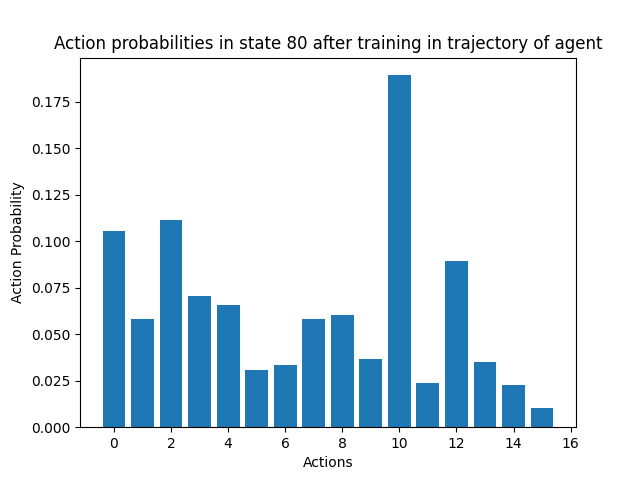 Action probabilities in state 80 after training in trajectory of agent
0.175
0.150
0.125
0.100
0.075
0.050
0.025
0.000
Action Probability
0 2 4 6 8 10 12 14 16
Actions